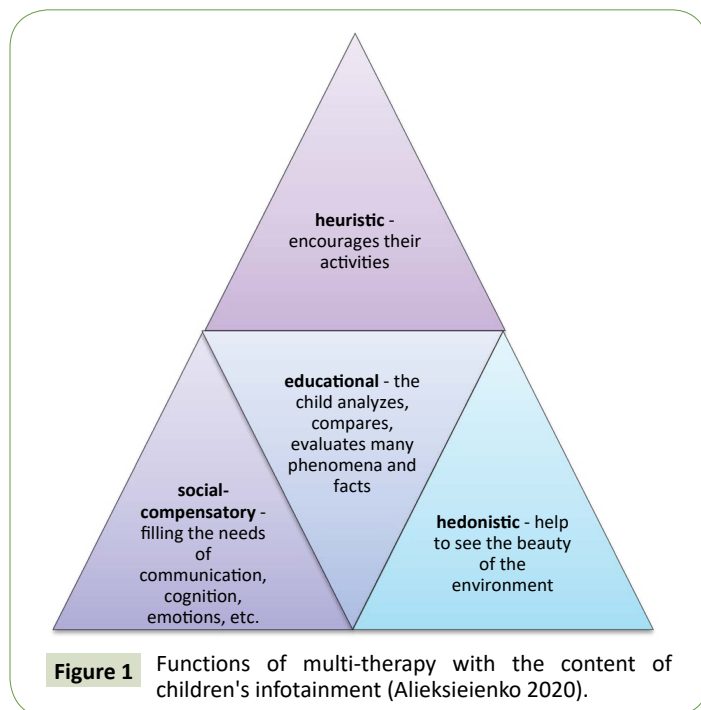 heuristic -
encourages their
activities
educational - the
child analyzes,
compares,
evaluates many
phenomena and
facts
social-
compensatory -
filling the needs
of
communication,
cognition,
emotions, etc.
hedonistic - help
to see the beauty
of the
environment
Figure 1 Functions of multi-therapy with the content of
children's infotainment (Alieksieienko 2020).